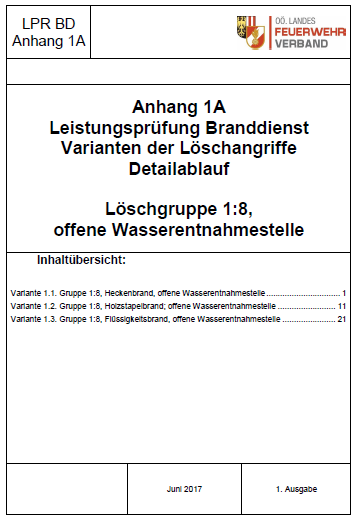 LPR BD
Anhang 1A
OÖ. LANDES
FEUERWEHR
VERBAND
Anhang 1A
Leistungsprüfung Branddienst
Varianten der Löschangriffe
Detailablauf
Löschgruppe 1:8,
offene Wasserentnahmestelle
Inhaltübersicht:
Variante 1.1. Gruppe 1:8, Heckenbrand, offene Wasserentnahmestelle ................................ 1
Variante 1.2. Gruppe 1:8, Holzstapelbrand; offene Wasserentnahmestelle ......................... 11
Variante 1.3. Gruppe 1:8, Flüssigkeitsbrand, offene Wasserentnahmestelle ....................... 21
Juni 2017
1. Ausgabe